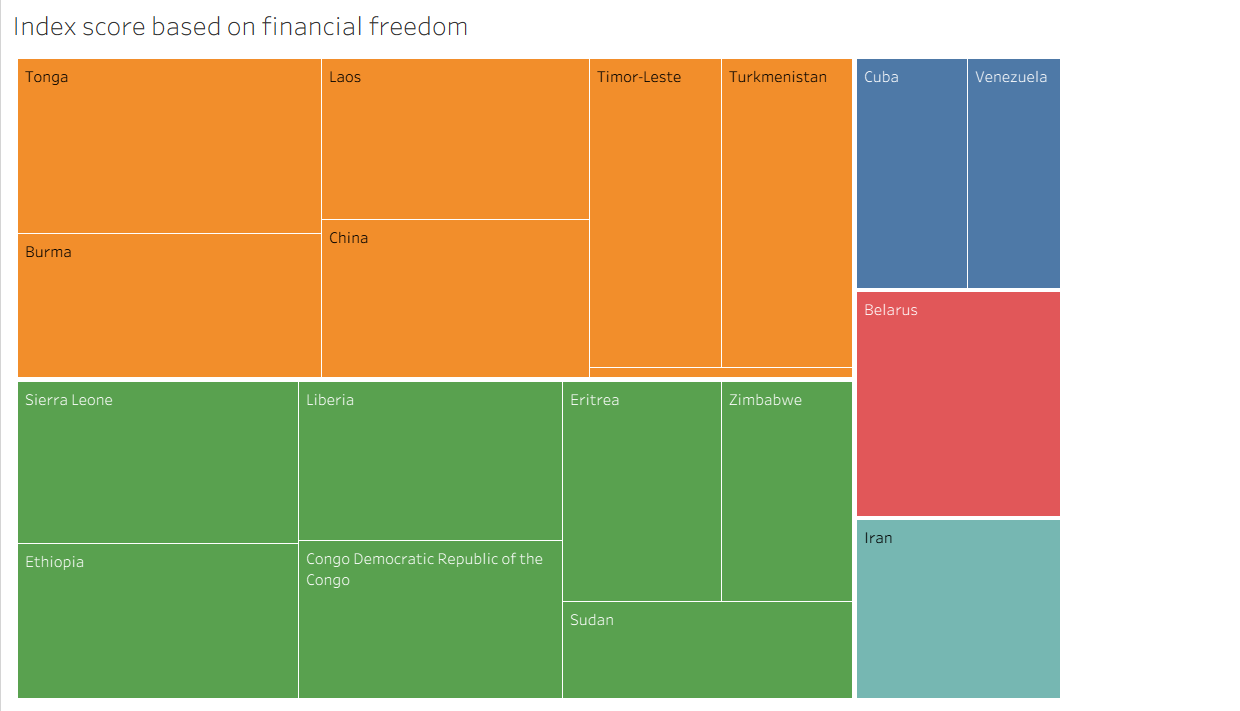 Index score based on financial freedom
Tonga
Laos
Timor-Leste
Turkmenistan
Cuba
Venezuela
Burma
China
Belarus
Sierra Leone
Liberia
Eritrea
Zimbabwe
Iran
Ethiopia
Congo Democratic Republic of the
Congo
Sudan